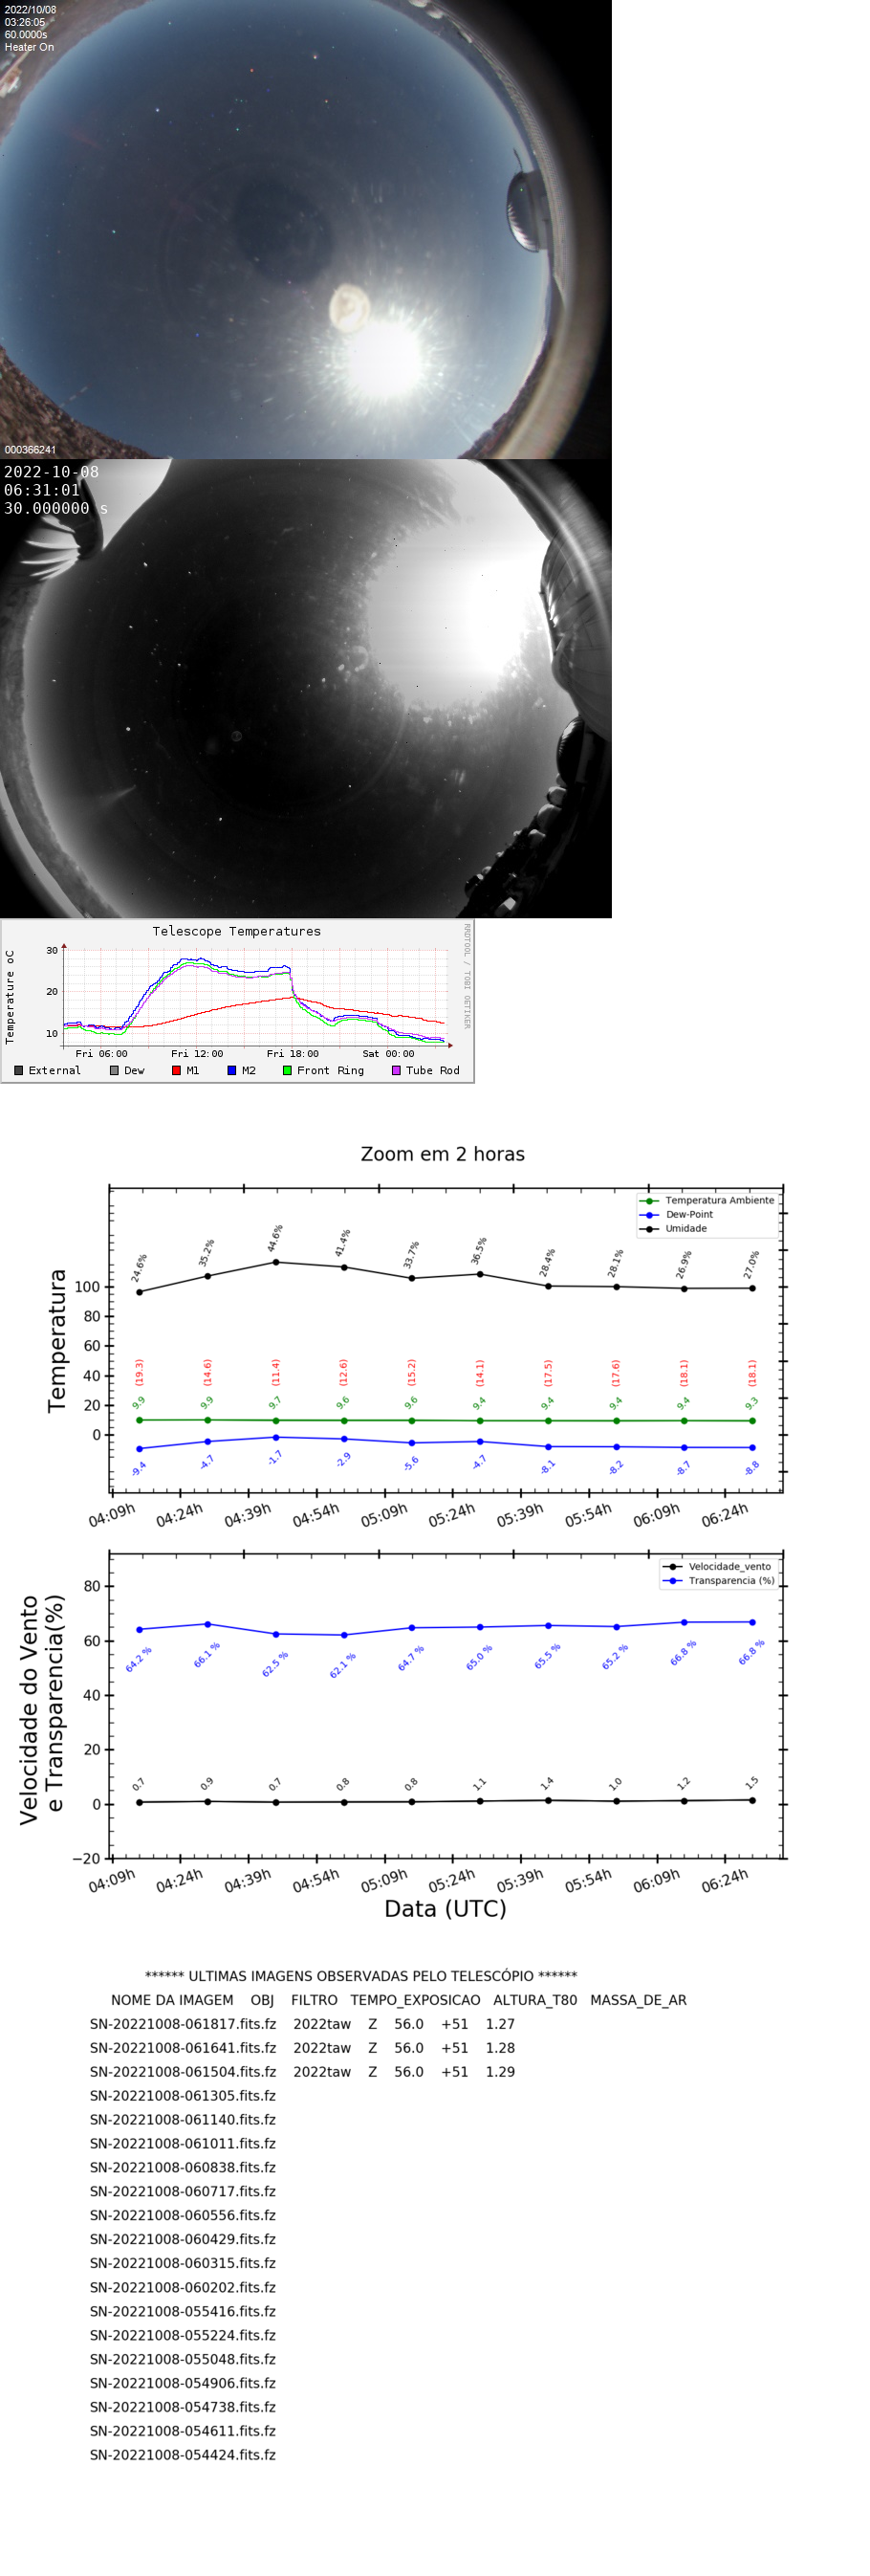 2022/10/08
03:26:05
60.0000s
Heater On
000366241
2022-10-08
06:31:01
30.000000 s
Telescope Temperatures
RRDTOOL / TOBI OETIKER
Temperature oC
30
20
10
Fri 06:00 Fri 12:00 Fri 18:00 Sat 00:00
External Dew M1 M2 Front Ring Tube Rod
Zoom em 2 horas
Temperatura Ambiente
Dew-Point
Umidade
24.6% 35.2% 44.6% 41.4% 33.7% 36.5% 28.4% 28.1% 26.9% 27.0%
Temperatura
100
80
60
40
20
0
(19.3) (14.6) (11.4) (12.6) (15.2) (14.1) (17.5) (17.6) (18.1) (18.1)
9.9 9.9 9.7 9.6 9.6 9.4 9.4 9.4 9.4 9.3
-9.4 -4.7 -1.7 -2.9 -5.6 -4.7 -8.1 -8.2 -8.7 -8.8
04:09h 04:24h 04:39h 04:54h 05:09h 05:24h 05:39h 05:54h 06:09h 06:24h
Velocidade_vento
Transparencia (%)
Velocidade do Vento
e Transparencia(%)
80
60
40
20
0
−20
64.2 % 66.1 % 62.5 % 62.1 % 64.7 % 65.0 % 65.5 % 65.2 % 66.8 % 66.8 %
0.7 0.9 0.7 0.8 0.8 1.1 1.4 1.0 1.2 1.5
04:09h 04:24h 04:39h 04:54h 05:09h 05:24h 05:39h 05:54h 06:09h 06:24h
Data (UTC)
****** ULTIMAS IMAGENS OBSERVADAS PELO TELESCÓPIO ******
NOME DA IMAGEM OBJ FILTRO TEMPO_EXPOSICAO ALTURA_T80 MASSA_DE_AR
SN-20221008-061817.fits.fz 2022taw Z 56.0 +51 1.27
SN-20221008-061641.fits.fz 2022taw Z 56.0 +51 1.28
SN-20221008-061504.fits.fz 2022taw Z 56.0 +51 1.29
SN-20221008-061305.fits.fz
SN-20221008-061140.fits.fz
SN-20221008-061011.fits.fz
SN-20221008-060838.fits.fz
SN-20221008-060717.fits.fz
SN-20221008-060556.fits.fz
SN-20221008-060429.fits.fz
SN-20221008-060315.fits.fz
SN-20221008-060202.fits.fz
SN-20221008-055416.fits.fz
SN-20221008-055224.fits.fz
SN-20221008-055048.fits.fz
SN-20221008-054906.fits.fz
SN-20221008-054738.fits.fz
SN-20221008-054611.fits.fz
SN-20221008-054424.fits.fz